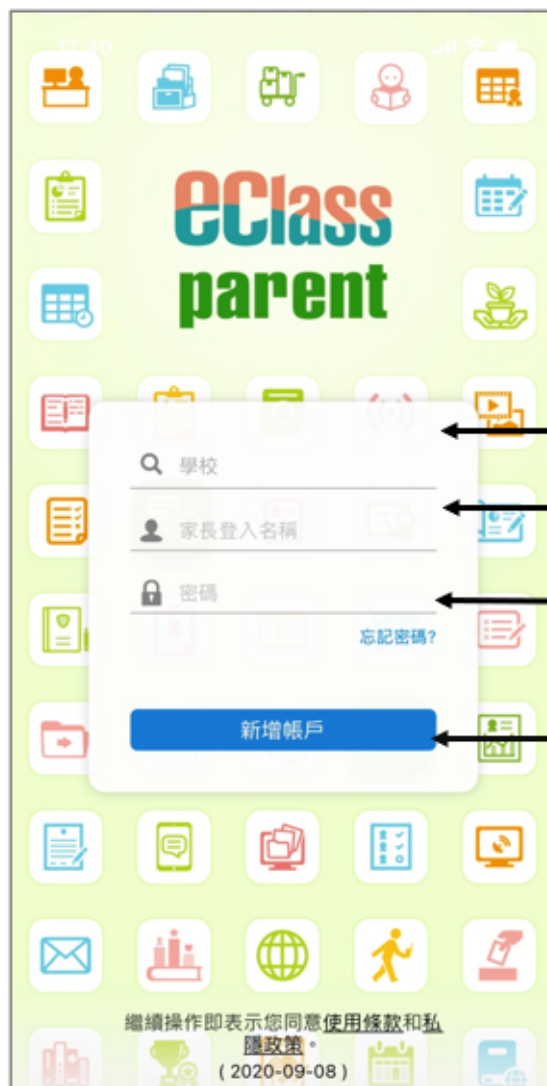 17:40
eClass
parent
學校
家長登入名稱
密碼
忘記密碼?
新增帳戶
繼續操作即表示您同意使用條款和私
隱政策。
( 2020-09-08 )